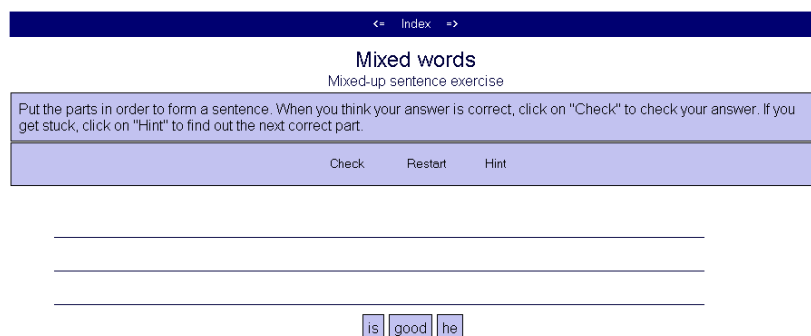 <= Index =>
Mixed words
Mixed-up sentence exercise
Put the parts in order to form a sentence. When you think your answer is correct, click on "Check" to check your answer. If you
get stuck, click on "Hint" to find out the next correct part.
Check Restart Hint
is good he